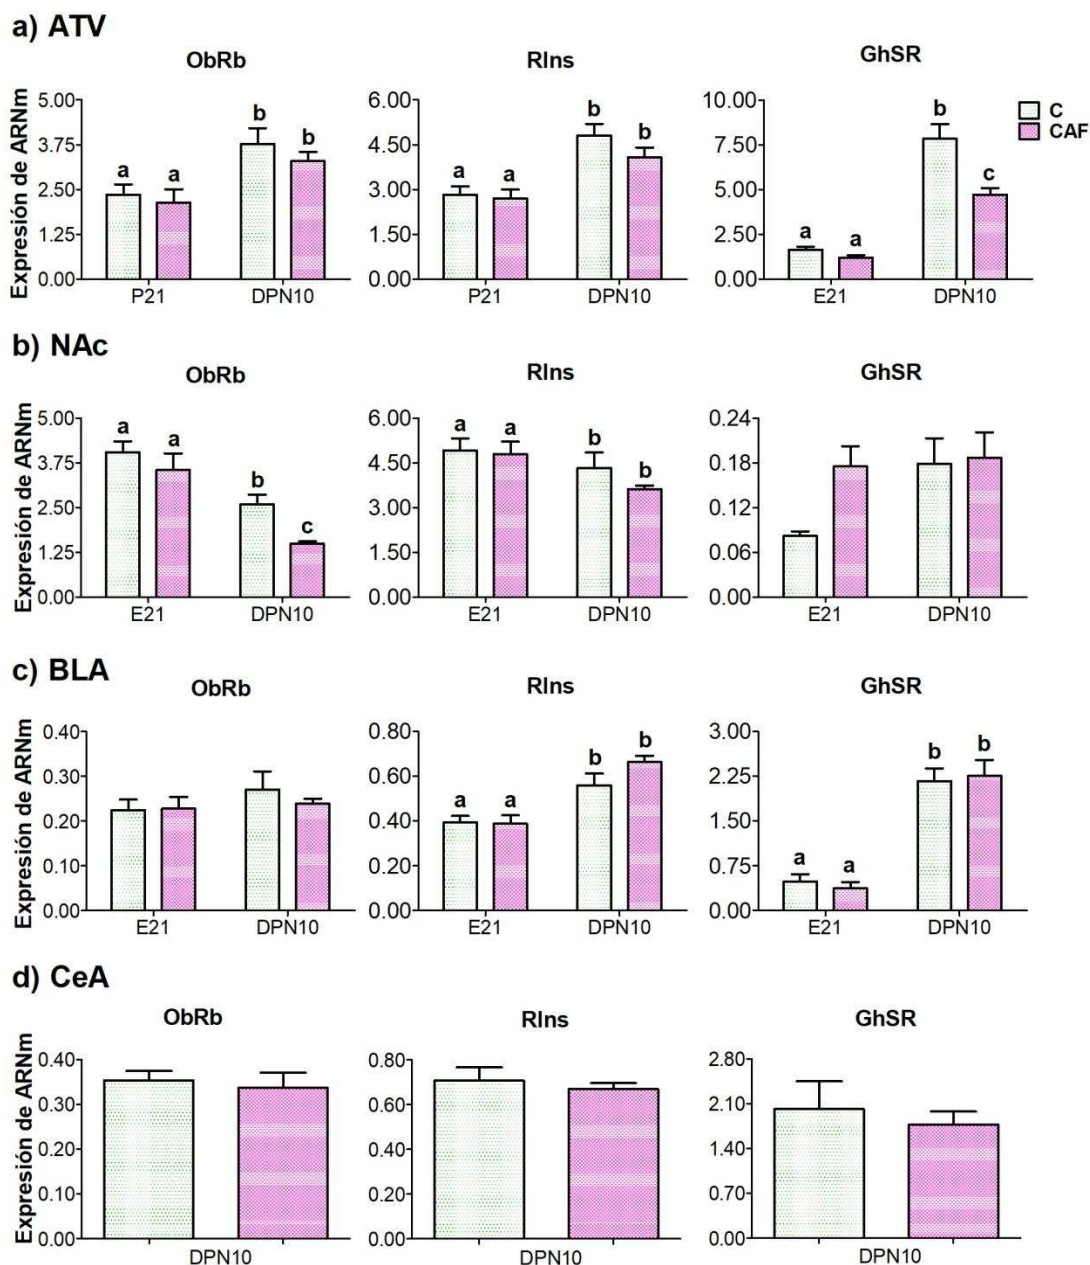 a) ATV
ObRb
RIns
GhSR
Expresión de ARNm
5.00
3.75
2.50
1.25
0.00
a
a
b
b
P21
DPN10
6.00
4.50
3.00
1.50
0.00
a
a
b
b
P21
DPN10
10.00
7.50
5.00
2.50
0.00
a
a
b
c
E21
DPN10
C
CAF
b) NAc
ObRb
RIns
GhSR
Expresión de ARNm
5.00
3.75
2.50
1.25
0.00
a
a
b
c
E21
DPN10
6.00
4.50
3.00
1.50
0.00
a
a
b
b
E21
DPN10
0.24
0.18
0.12
0.06
0.00
E21
DPN10
c) BLA
ObRb
RIns
GhSR
Expresión de ARNm
0.40
0.30
0.20
0.10
0.00
E21
DPN10
0.80
0.60
0.40
0.20
0.00
a
a
b
b
E21
DPN10
3.00
2.25
1.50
0.75
0.00
a
a
b
b
E21
DPN10
d) CeA
ObRb
RIns
GhSR
Expresión de ARNm
0.40
0.30
0.20
0.10
0.00
DPN10
0.80
0.60
0.40
0.20
0.00
DPN10
2.80
2.10
1.40
0.70
0.00
DPN10